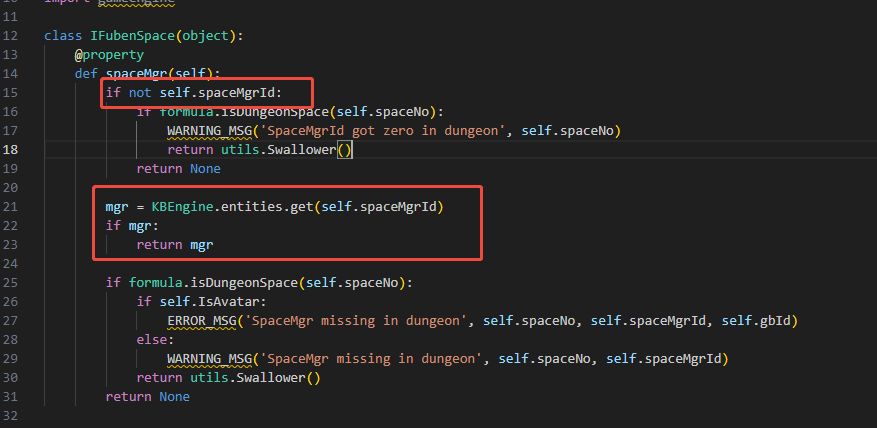 import gameengine
11
12 class IFubenSpace(object):
13     @property
14     def spaceMgr(self):
15         if not self.spaceMgrId:
16             if formula.isDungeonSpace(self.spaceNo):
17                 WARNING_MSG('SpaceMgrId got zero in dungeon', self.spaceNo)
18                 return utils.Swallower()
19             return None
20
21         mgr = KBEngine.entities.get(self.spaceMgrId)
22         if mgr:
23             return mgr
24
25         if formula.isDungeonSpace(self.spaceNo):
26             if self.IsAvatar:
27                 ERROR_MSG('SpaceMgr missing in dungeon', self.spaceNo, self.spaceMgrId, self.gbId)
28             else:
29                 WARNING_MSG('SpaceMgr missing in dungeon', self.spaceNo, self.spaceMgrId)
30             return utils.Swallower()
31         return None
32